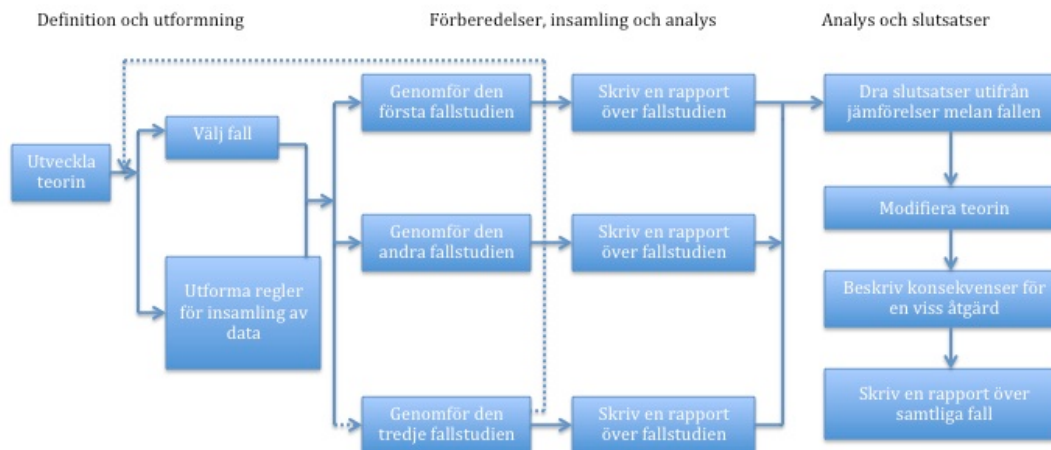 Definition och utformning
Förberedelser, insamling och analys
Analys och slutsatser
Utveckla
teorin
Välj fall
Utforma regler
för insamling av
data
Genomför den
första fallstudien
Skriv en rapport
över fallstudien
Genomför den
andra fallstudien
Skriv en rapport
över fallstudien
Genomför den
tredje fallstudien
Skriv en rapport
över fallstudien
Dra slutsatser utifrån
jämförelser melan fallen
Modifiera teorin
Beskriv konsekvenser för
en viss åtgärd
Skriv en rapport över
samtliga fall